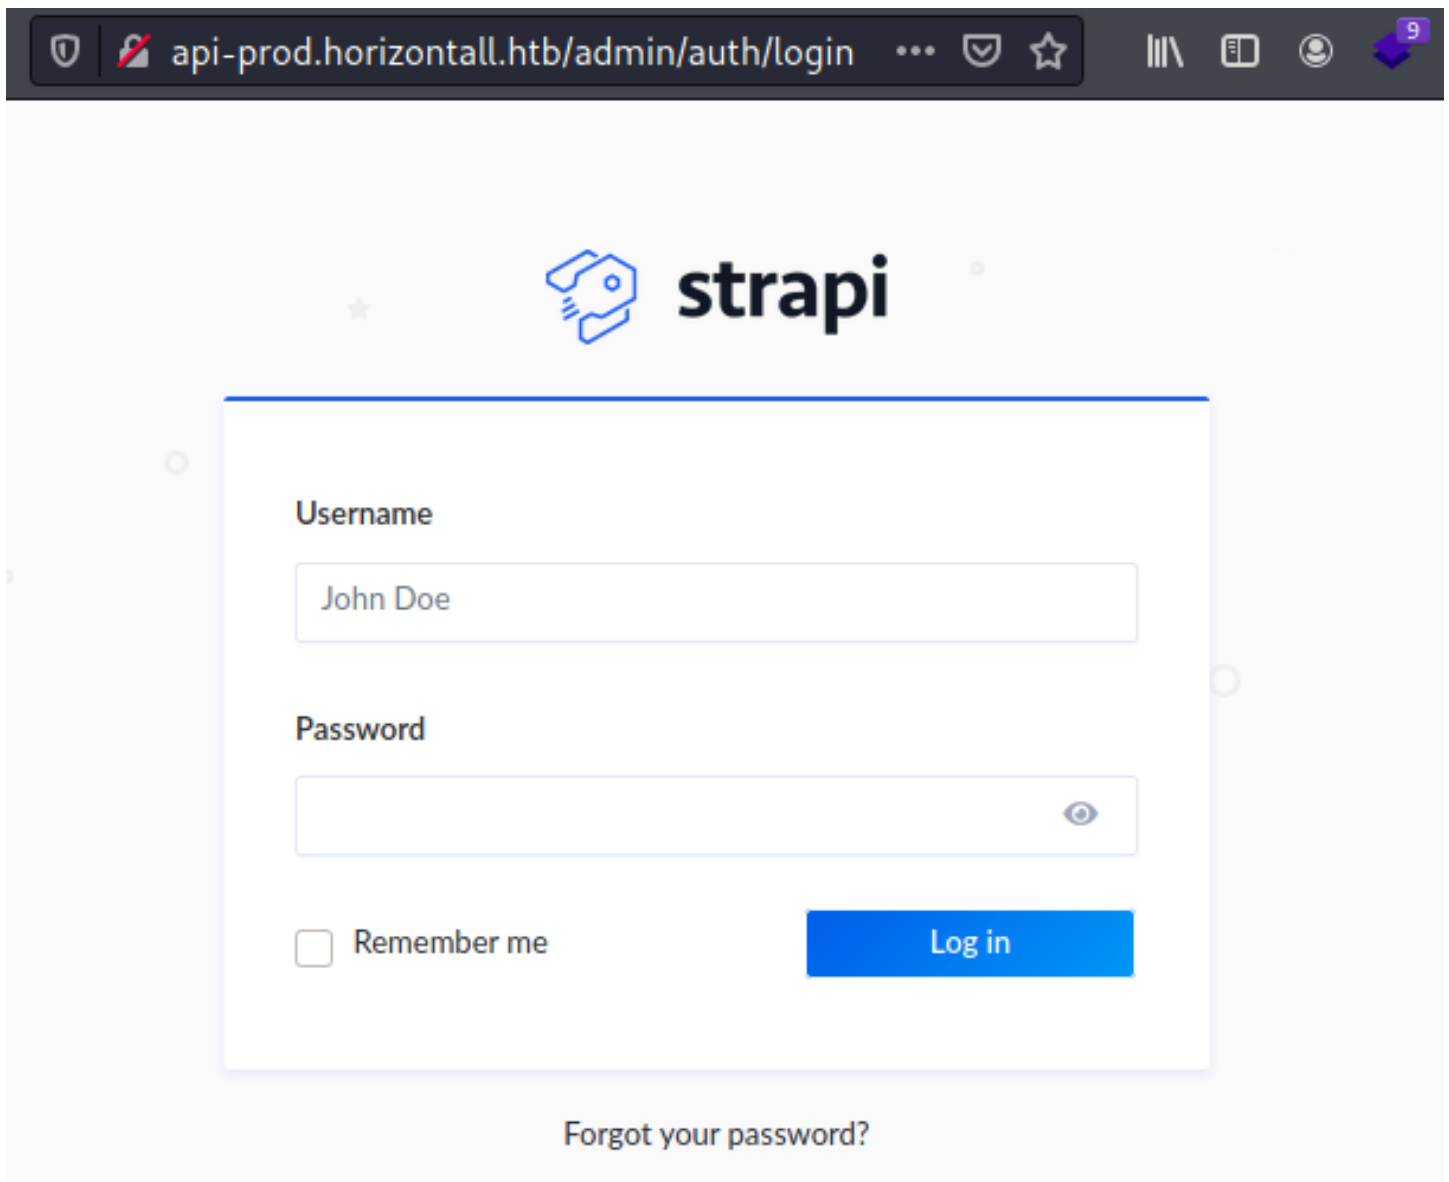 api-prod.horizontall.htb/admin/auth/login
9
strapi
Username
John Doe
Password
Remember me
Log in
Forgot your password?